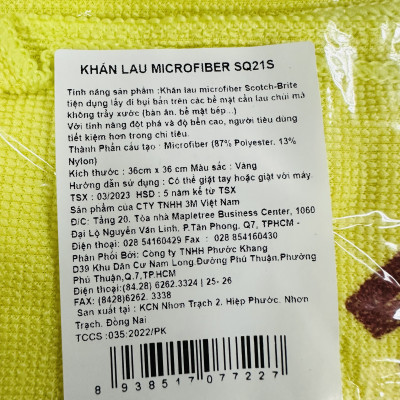 KHĂN LAU MICROFIBER SQ21S
Tính năng sản phẩm :Khăn lau microfiber Scotch-Brite
tiện dụng lấy đi bụi bẩn trên các bề mặt cần lau chùi mà
không trầy xước (bàn ăn, bề mặt bếp...)
Với tính năng đột phá và độ bền cao, người tiêu dùng
tiết kiệm hơn trong chi tiêu.
Thành Phần cấu tạo : Microfiber (87% Polyester, 13%
Nylon)
Kích thước : 36cm x 36 cm Màu sắc : Vàng
Hướng dẫn sử dụng : Có thể giặt tay hoặc giặt với máy.
TSX : 03/2023 HSD : 5 năm kể từ TSX
Sản phẩm của CTY TNHH 3M Việt Nam
Đ/C: Tầng 20, Tòa nhà Mapletree Business Center, 1060
Đại Lộ Nguyễn Văn Linh, P.Tân Phong, Q7, TPHCM -
Điện thoại: 028 54160429 Fax : 028 854160430
Phân Phối Bởi: Công ty TNHH Phước Khang
D39 Khu Dân Cư Nam Long Đường Phú Thuận,Phường
Phú Thuận,Q.7,TP.HCM
Điện thoại:(84.28) 6262.3324 | 25- 26
FAX: (8428)6262. 3338
Sản xuất tại : KCN Nhơn Trạch 2, Hiệp Phước, Nhơn
Trạch, Đồng Nai
TCCS :035:2022/PK
8 938517 077227